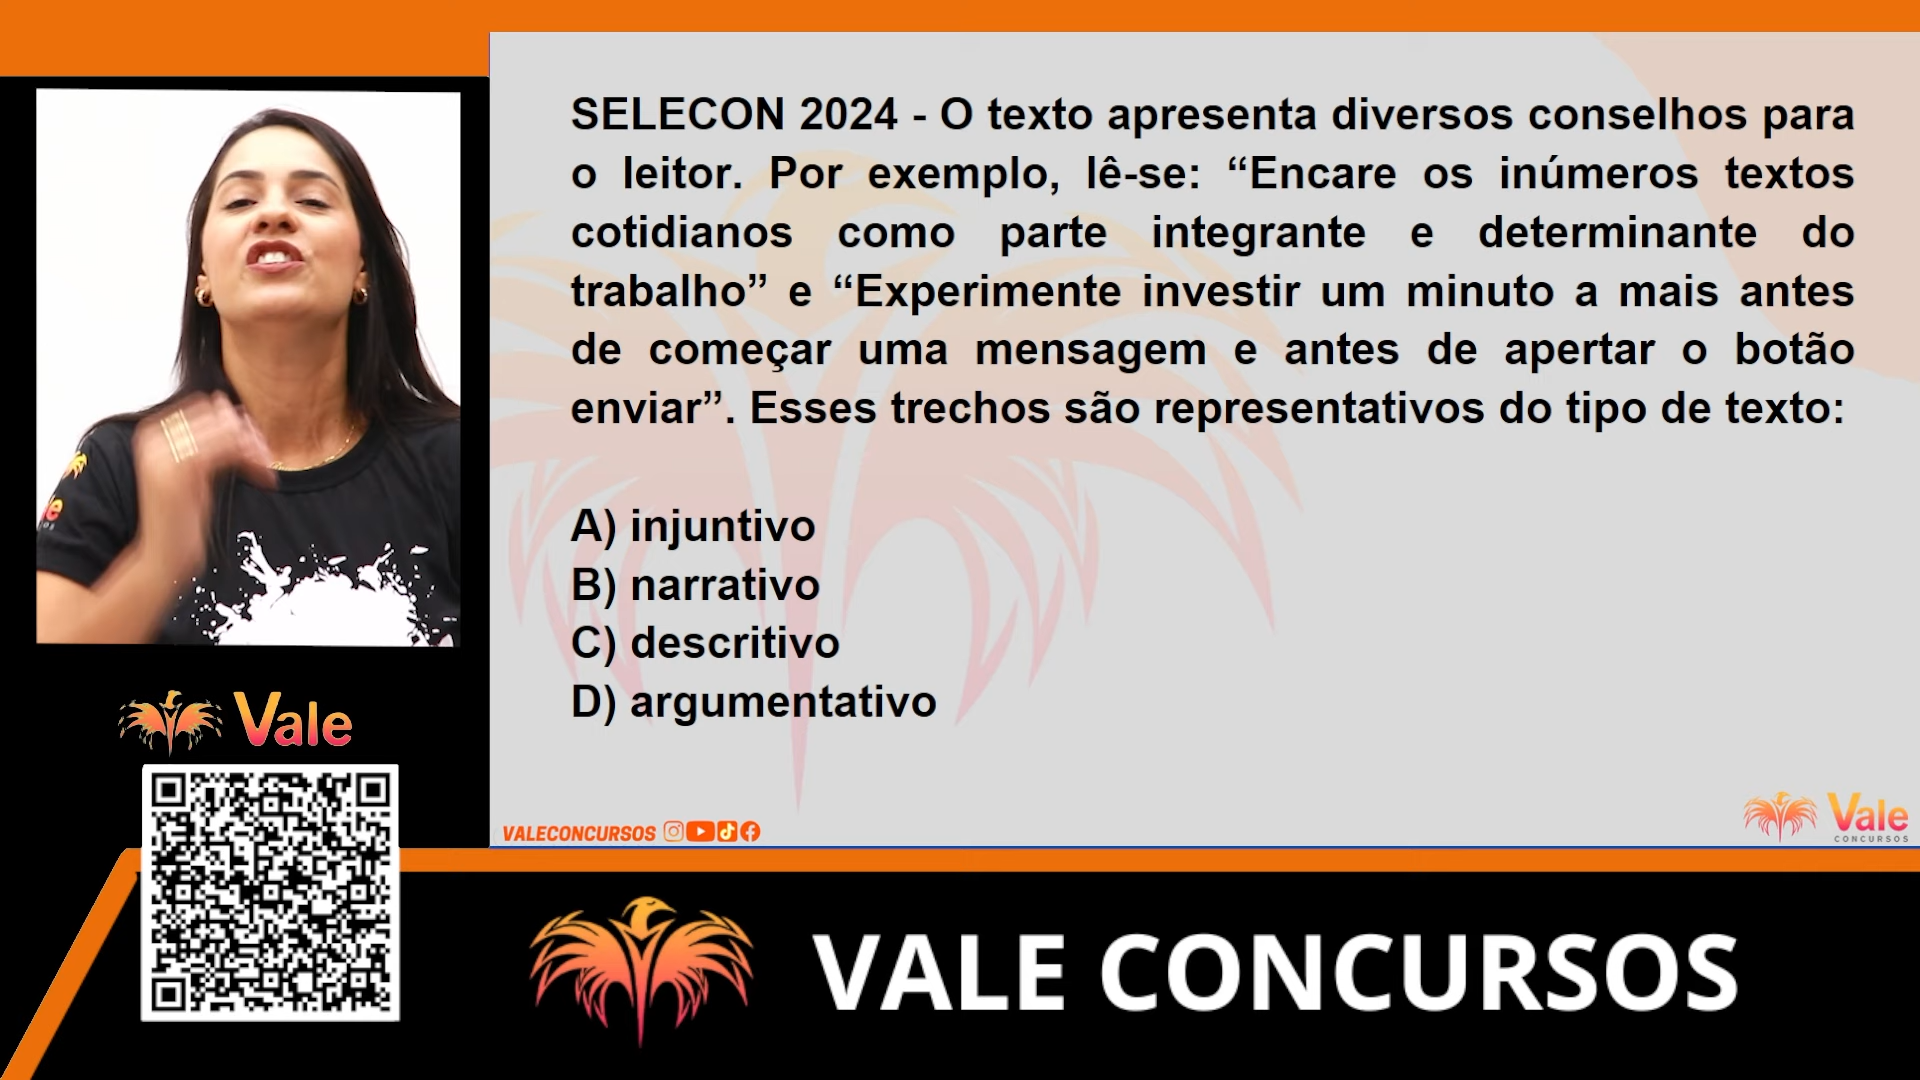 SELECON 2024 - O texto apresenta diversos conselhos para
o leitor. Por exemplo, lê-se: “Encare os inúmeros textos
cotidianos como parte integrante e determinante do
trabalho” e “Experimente investir um minuto a mais antes
de começar uma mensagem e antes de apertar o botão
enviar”. Esses trechos são representativos do tipo de texto:
A) injuntivo
B) narrativo
C) descritivo
D) argumentativo
Vale
VALECONCURSOS
Vale
CONCURSOS
VALE CONCURSOS